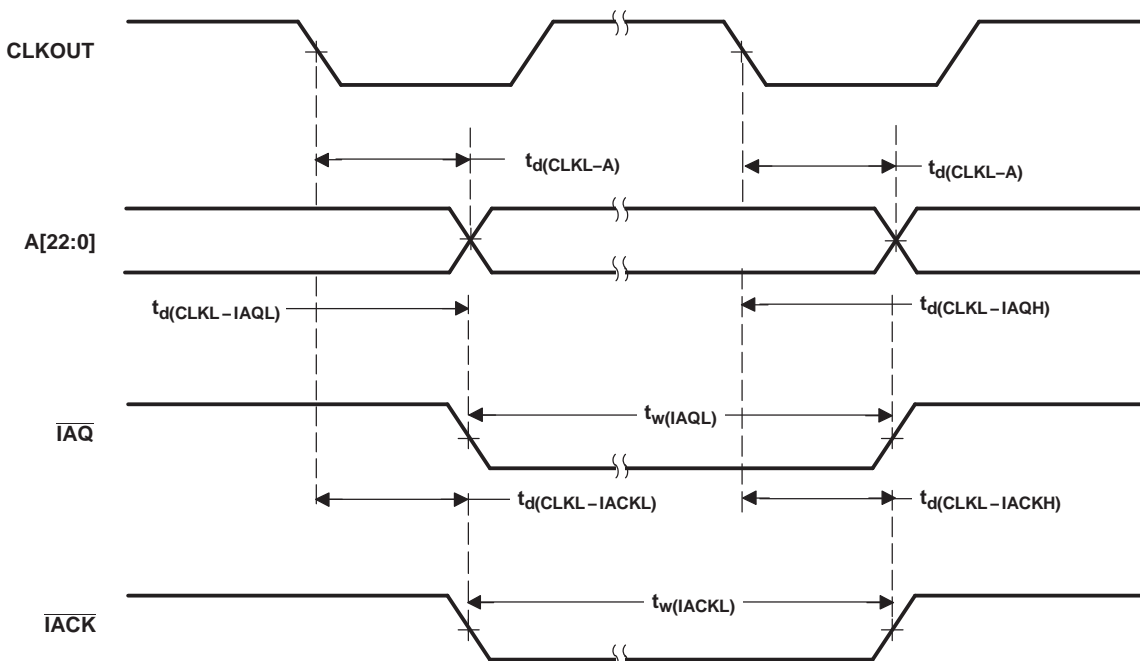 CLKOUT
td(CLKL–A)
td(CLKL–A)
A[22:0]
td(CLKL–IAQL)
td(CLKL–IAQH)
tw(IAQL)
IAQ
td(CLKL–IACKL)
td(CLKL–IACKH)
tw(IACKL)
IACK